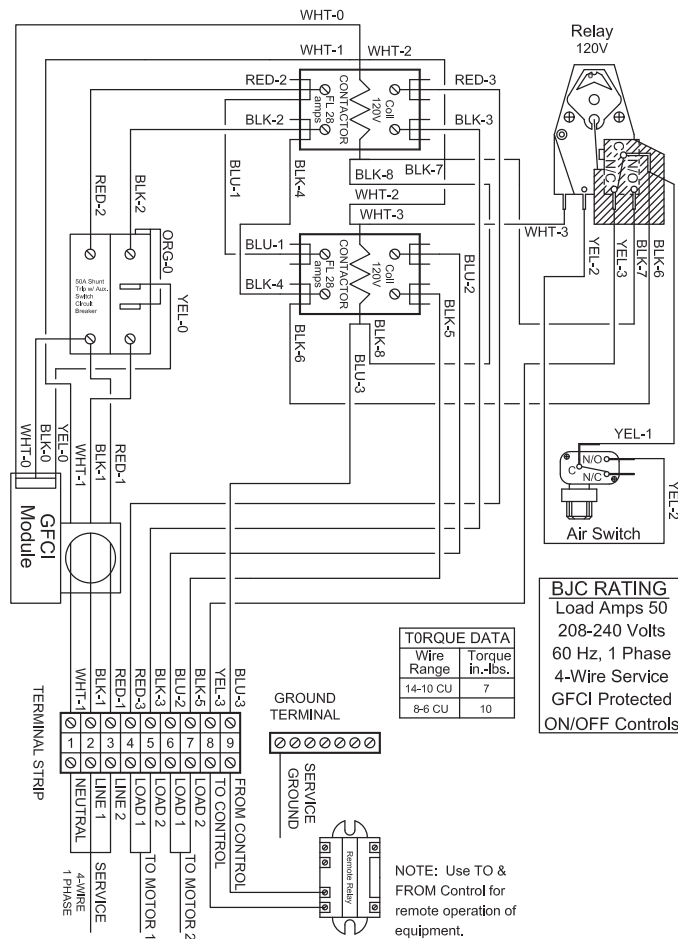 WHT-0
WHT-1
WHT-2
RED-2
RED-3
BLK-2
BLK-3
CONTACTOR
FL 28
amps
Coil
120V
BLU-1
BLK-4
BLK-8
BLK-7
WHT-2
WHT-3
Relay
120V
C
N/C
N/O
WHT-3
YEL-2
YEL-3
BLK-7
BLK-6
RED-2
BLK-2
ORG-0
YEL-0
50A Shunt
Trip w/ Aux.
Switch
Circuit
Breaker
BLU-1
BLK-4
CONTACTOR
FL 28
amps
Coil
120V
BLU-2
BLK-5
BLK-6
BLK-8
BLU-3
WHT-0
BLK-0
YEL-0
WHT-1
BLK-1
RED-1
GFCI
Module
YEL-1
N/O
C
N/C
YEL-2
Air Switch
BJC RATING
Load Amps 50
208-240 Volts
60 Hz, 1 Phase
4-Wire Service
GFCI Protected
ON/OFF Controls
T0RQUE DATA
Wire Range
Torque in.-lbs.
14-10 CU 7
8-6 CU 10
WHT-1
BLK-1
RED-1
RED-3
BLK-3
BLU-2
BLK-5
YEL-3
BLU-3
TERMINAL STRIP
1 2 3 4 5 6 7 8 9
NEUTRAL
LINE 1
LINE 2
LOAD 1
LOAD 2
LOAD 1
LOAD 2
TO CONTROL
FROM CONTROL
4-WIRE
1 PHASE
SERVICE
TO MOTOR 1
TO MOTOR 2
GROUND
TERMINAL
SERVICE
GROUND
Remote Relay
NOTE: Use TO &
FROM Control for
remote operation of
equipment.